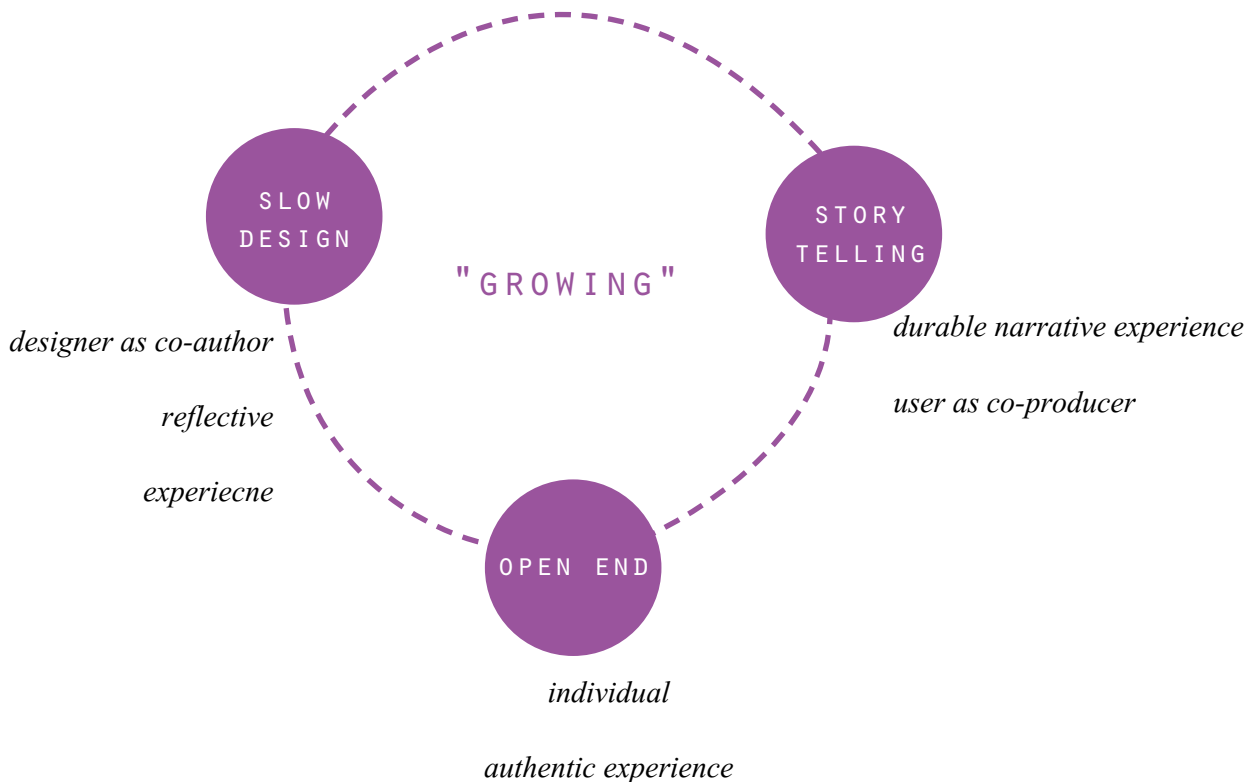 SLOW
DESIGN
STORY
TELLING
"GROWING"
designer as co-author
reflective
experiecne
durable narrative experience
user as co-producer
OPEN END
individual
authentic experience